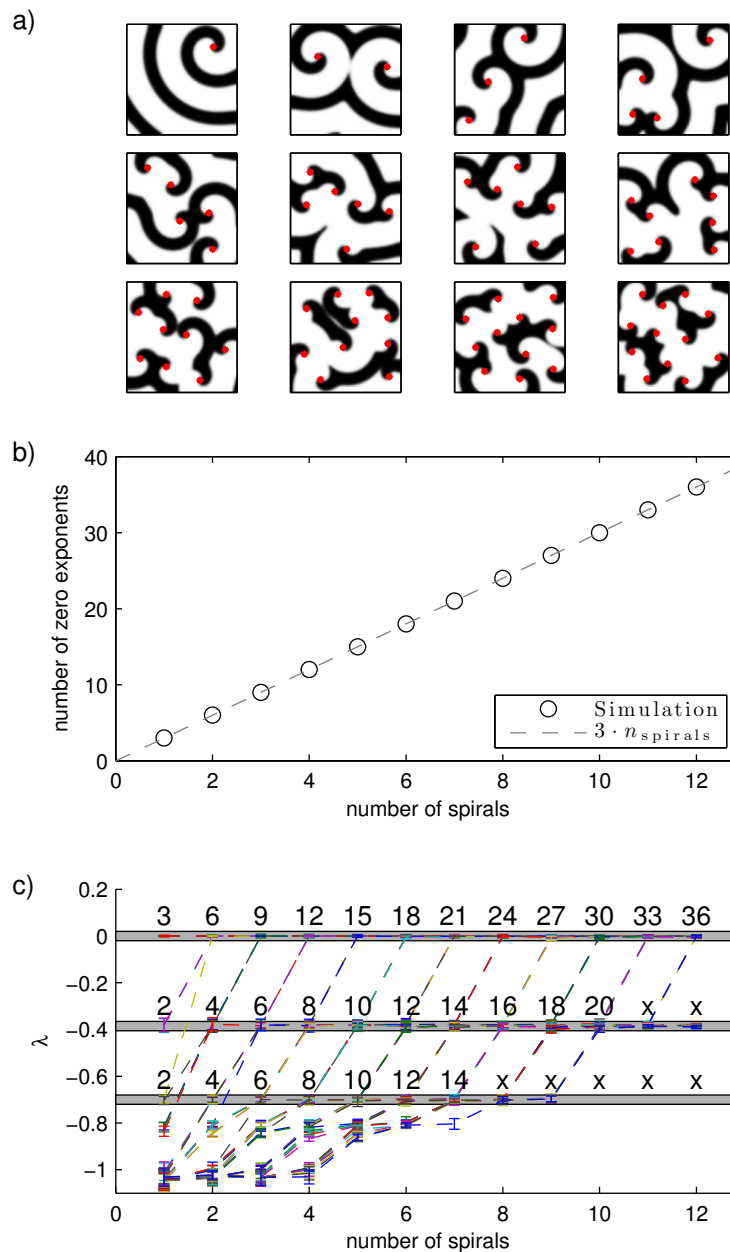 a)
b)
40
30
20
10
0
number of zero exponents
Simulation
3 · n_spirals
0 2 4 6 8 10 12
number of spirals
c)
0.2
0
−0.2
−0.4
−0.6
−0.8
−1
λ
3 6 9 12 15 18 21 24 27 30 33 36
2 4 6 8 10 12 14 16 18 20 x x
2 4 6 8 10 12 14 x x x x x
0 2 4 6 8 10 12
number of spirals